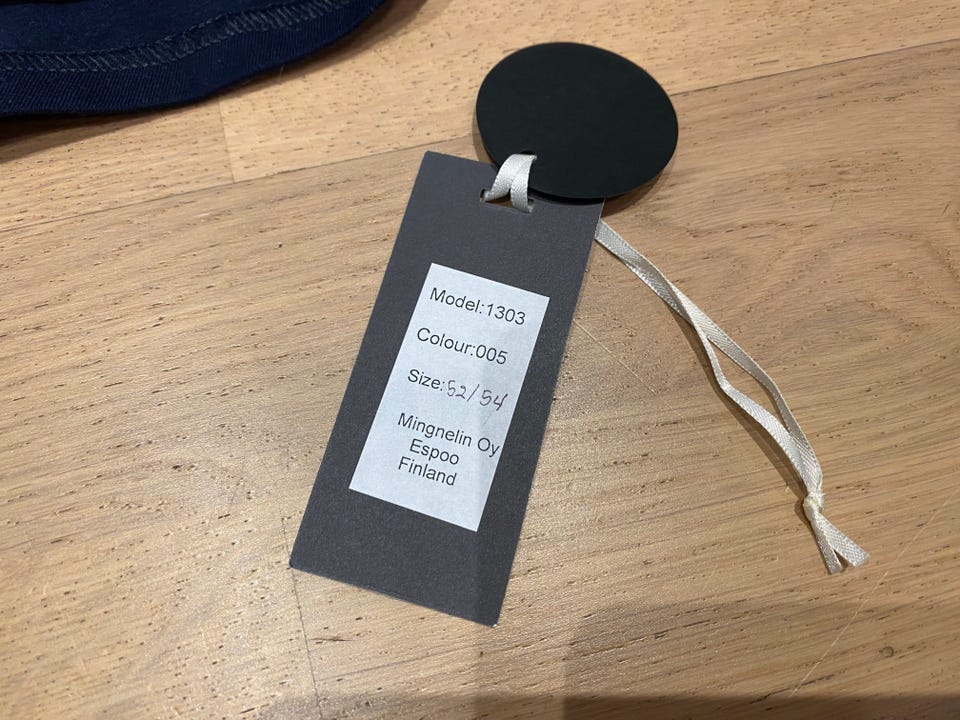 Model:1303
Colour:005
Size:52/54
Mingnelin Oy
Espoo
Finland